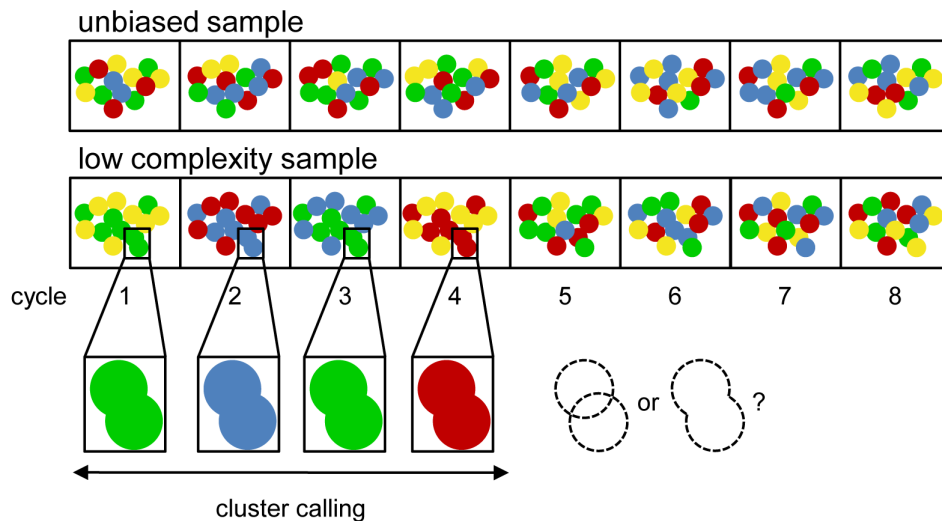 unbiased sample
low complexity sample
cycle 1 2 3 4 5 6 7 8
or ?
cluster calling